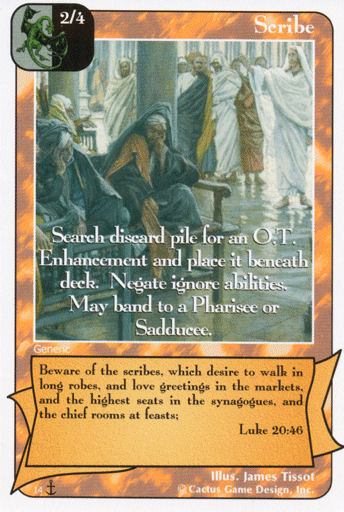 2/4
Scribe
Search discard pile for an O.T.
Enhancement and place it beneath
deck. Negate ignore abilities.
May band to a Pharisee or
Sadducee.
Generic
Beware of the scribes, which desire to walk in
long robes, and love greetings in the markets,
and the highest seats in the synagogues, and
the chief rooms at feasts;
Luke 20:46
Illus. James Tissot
14
© Cactus Game Design, Inc.